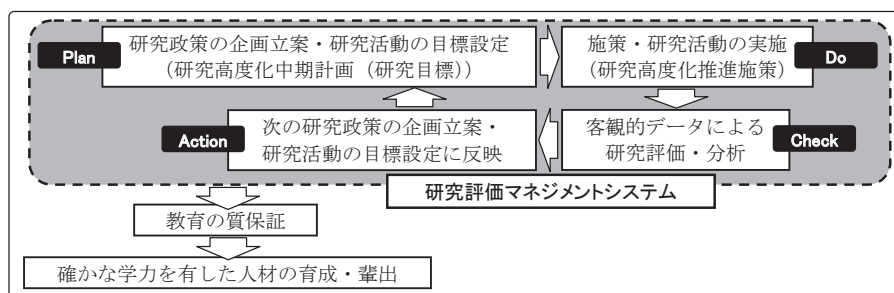 Plan
研究政策の企画立案・研究活動の目標設定
（研究高度化中期計画（研究目標））
施策・研究活動の実施
（研究高度化推進施策）
Do
Action
次の研究政策の企画立案・
研究活動の目標設定に反映
客観的データによる
研究評価・分析
Check
研究評価マネジメントシステム
教育の質保証
確かな学力を有した人材の育成・輩出